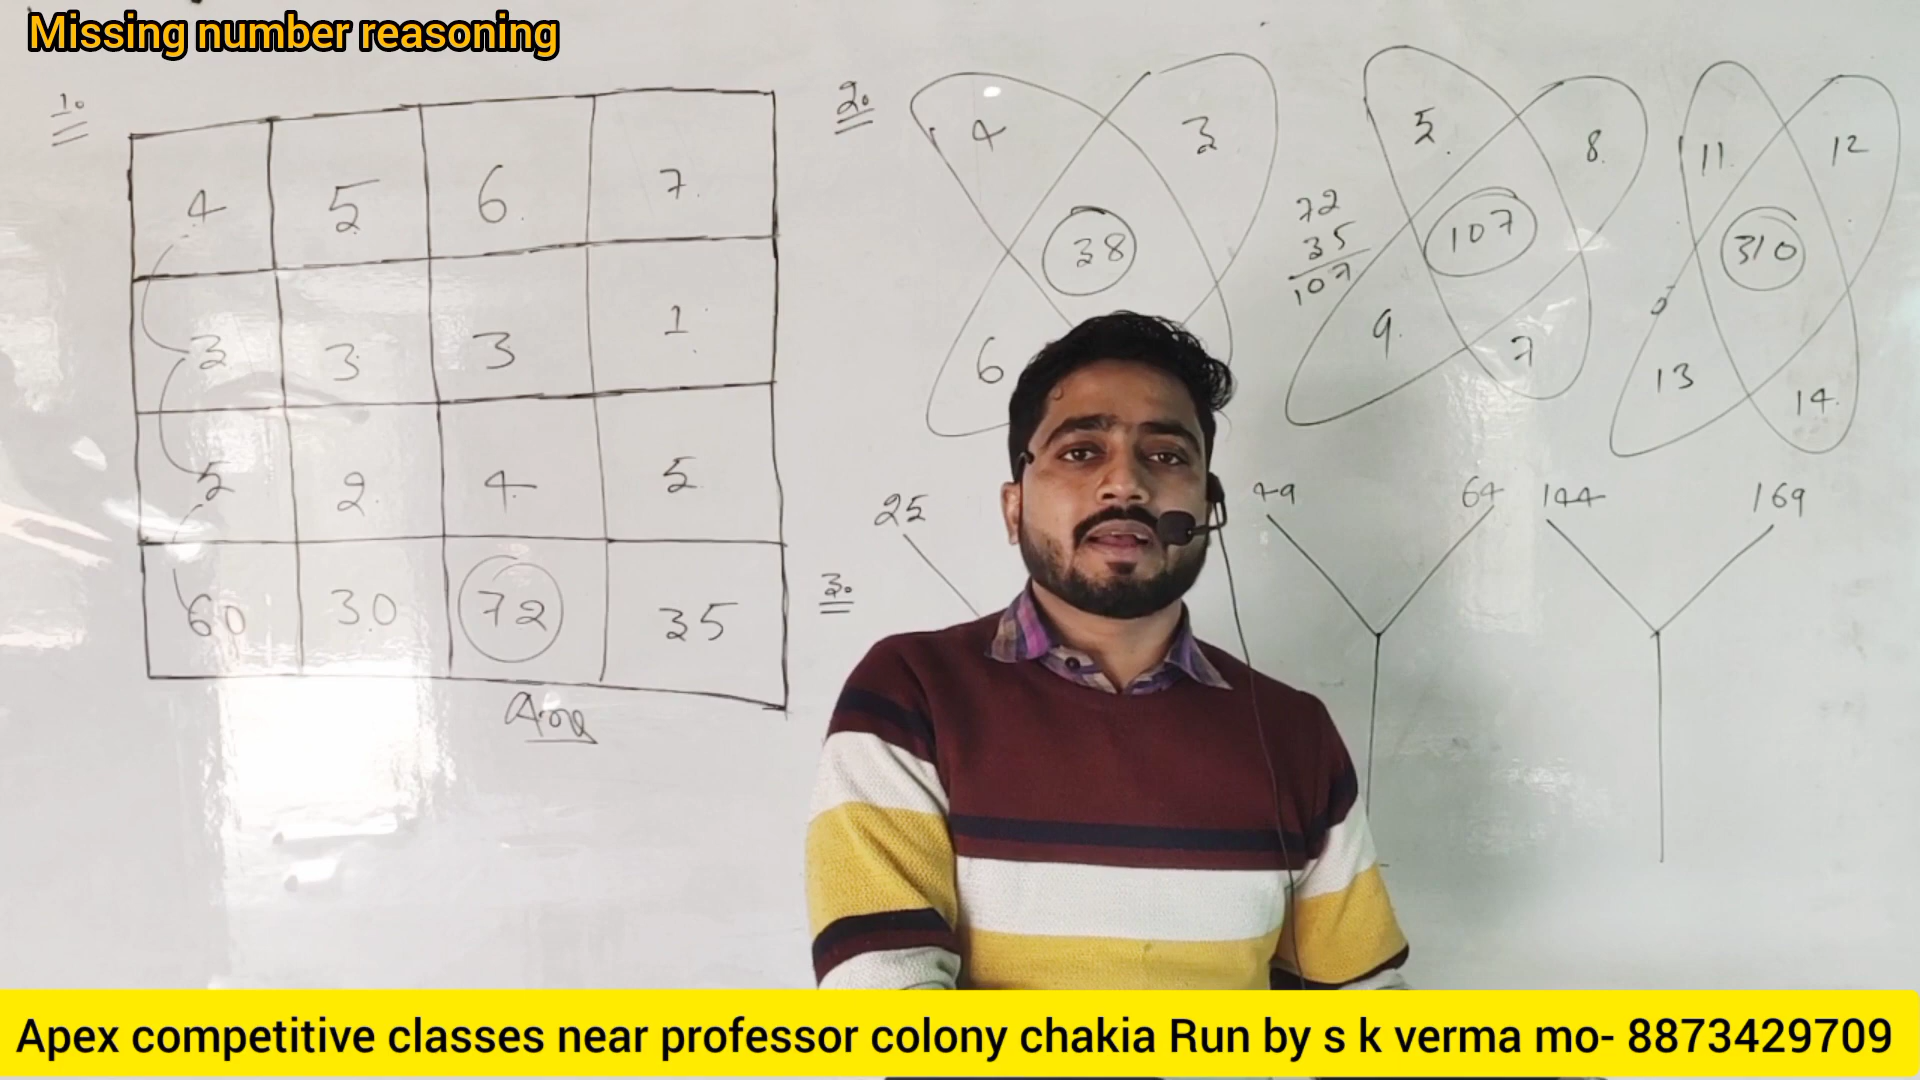 Missing number reasoning
1.
4 5 6 7
3 3 3 1
5 2 4 5
60 30 72 35
Ans
2.
4 3
38
6
72
35
107
5 8
107
9 7
11 12
310
13 14
3.
25
49 64
144 169
Apex competitive classes near professor colony chakia Run by s k verma mo- 8873429709